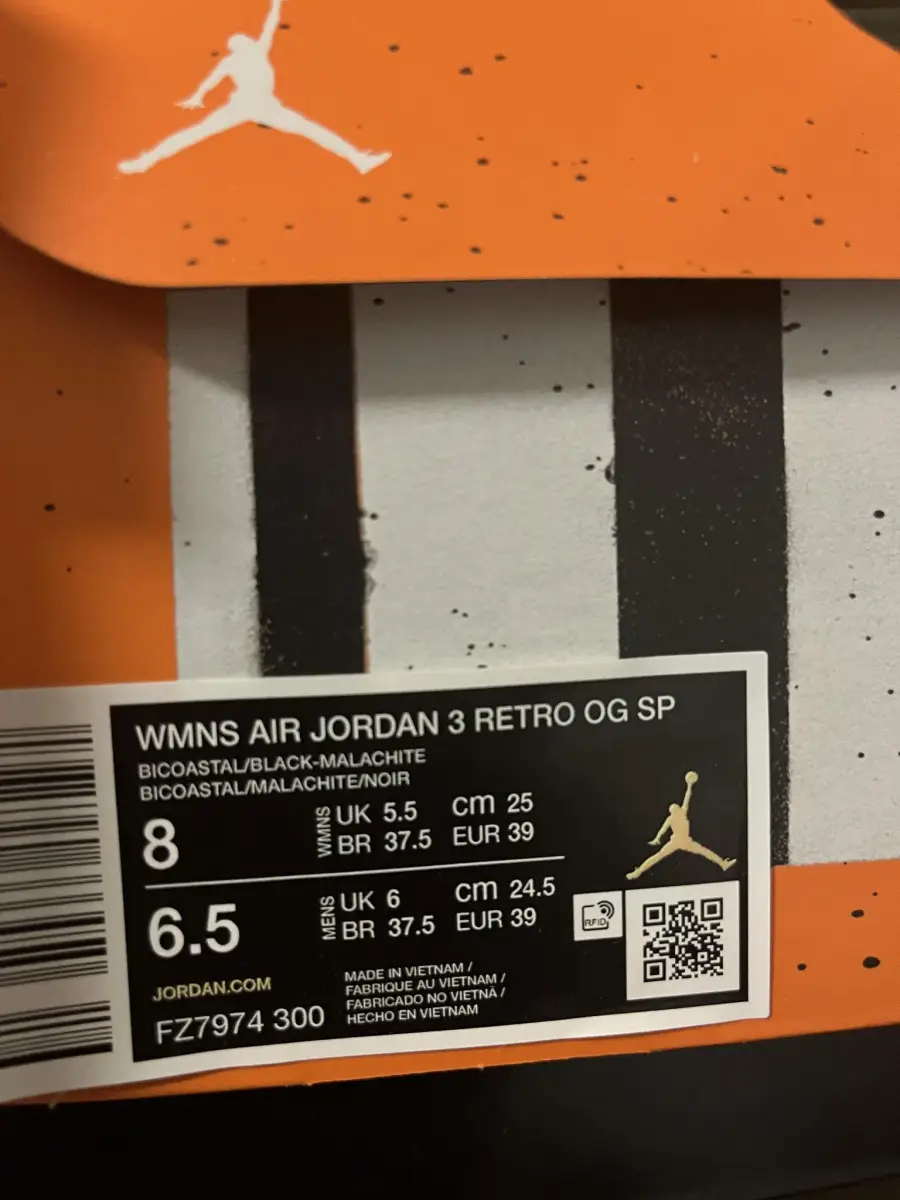 WMNS AIR JORDAN 3 RETRO OG SP
BICOASTAL/BLACK-MALACHITE
BICOASTAL/MALACHITE/NOIR
8
WMNS
UK 5.5 cm 25
BR 37.5 EUR 39
6.5
MENS
UK 6 cm 24.5
BR 37.5 EUR 39
RFID
JORDAN.COM
FZ7974 300
MADE IN VIETNAM /
FABRIQUE AU VIETNAM /
FABRICADO NO VIETNÃ /
HECHO EN VIETNAM